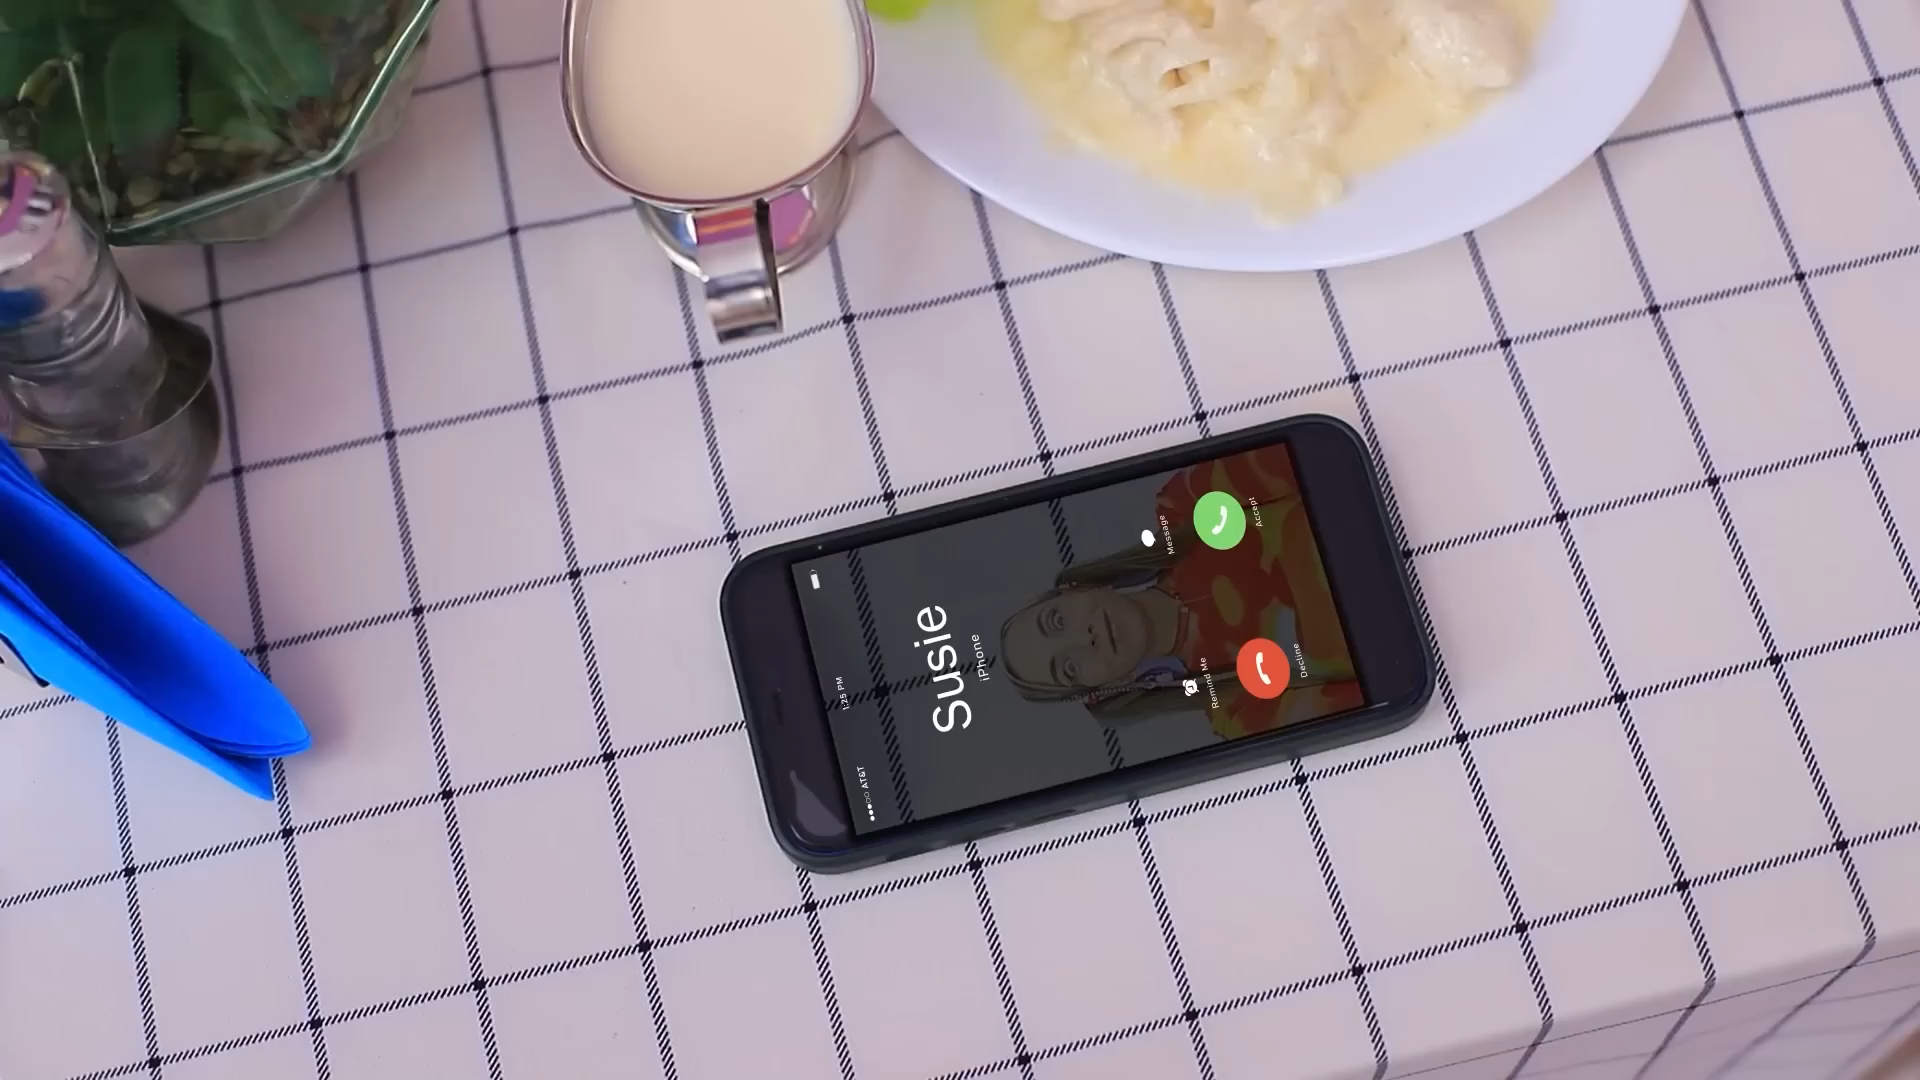 ●●●○○ AT&T 1:25 PM
Susie
iPhone
Remind Me Message
Decline Accept